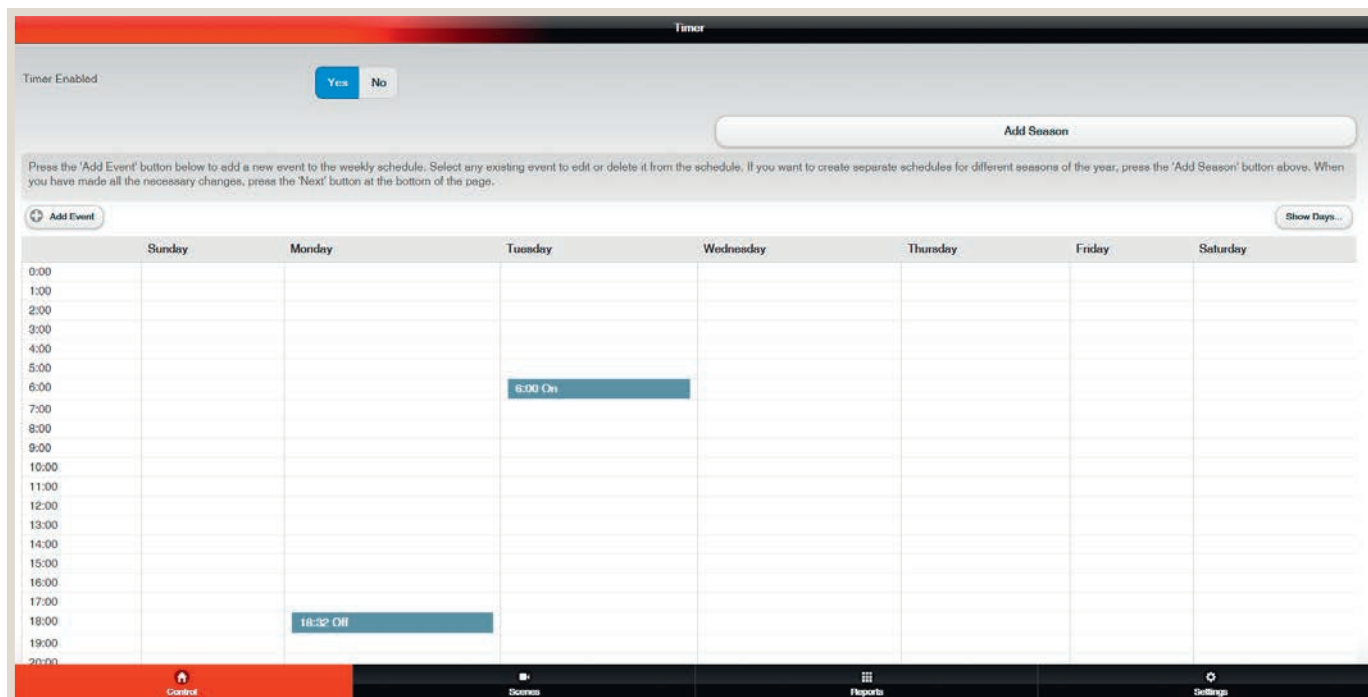 Timer
Timer Enabled
Yes No
Add Season
Press the 'Add Event' button below to add a new event to the weekly schedule. Select any existing event to edit or delete it from the schedule. If you want to create separate schedules for different seasons of the year, press the 'Add Season' button above. When
you have made all the necessary changes, press the 'Next' button at the bottom of the page.
Add Event
Show Days...
Sunday Monday Tuesday Wednesday Thursday Friday Saturday
0:00
1:00
2:00
3:00
4:00
5:00
6:00 6:00 On
7:00
8:00
9:00
10:00
11:00
12:00
13:00
14:00
15:00
16:00
17:00
18:00 18:32 Off
19:00
20:00
Control Scenes Reports Settings